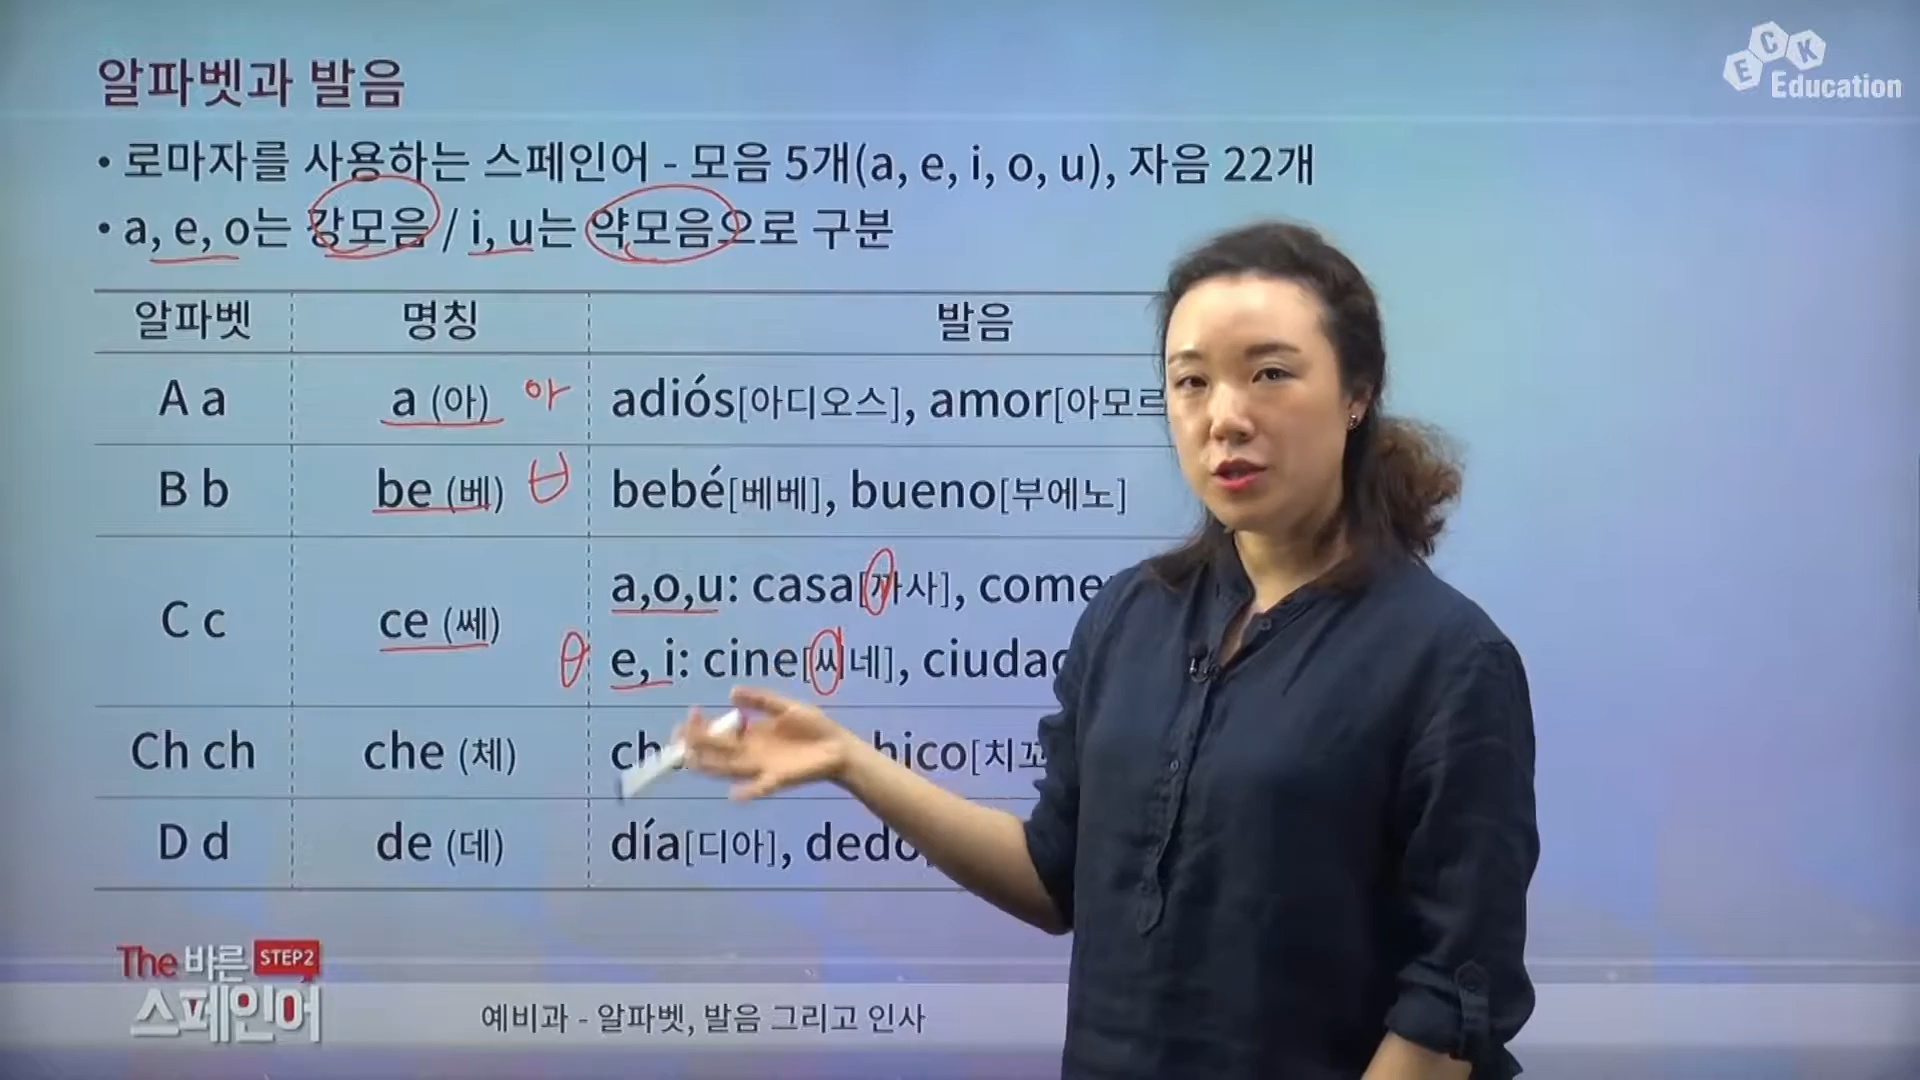 E C K
Education
알파벳과 발음
• 로마자를 사용하는 스페인어 - 모음 5개(a, e, i, o, u), 자음 22개
• a, e, o는 강모음 / i, u는 약모음으로 구분
알파벳 명칭 발음
A a a (아) 아 adiós[아디오스], amor[아모르
B b be (베) ㅂ bebé[베베], bueno[부에노]
C c ce (쎄) a,o,u: casa[까사], come
θ e, i: cine[씨네], ciudad
Ch ch che (체) hico[치꼬
D d de (데) día[디아], dedo[
The 바른 STEP2
스페인어
예비과 - 알파벳, 발음 그리고 인사